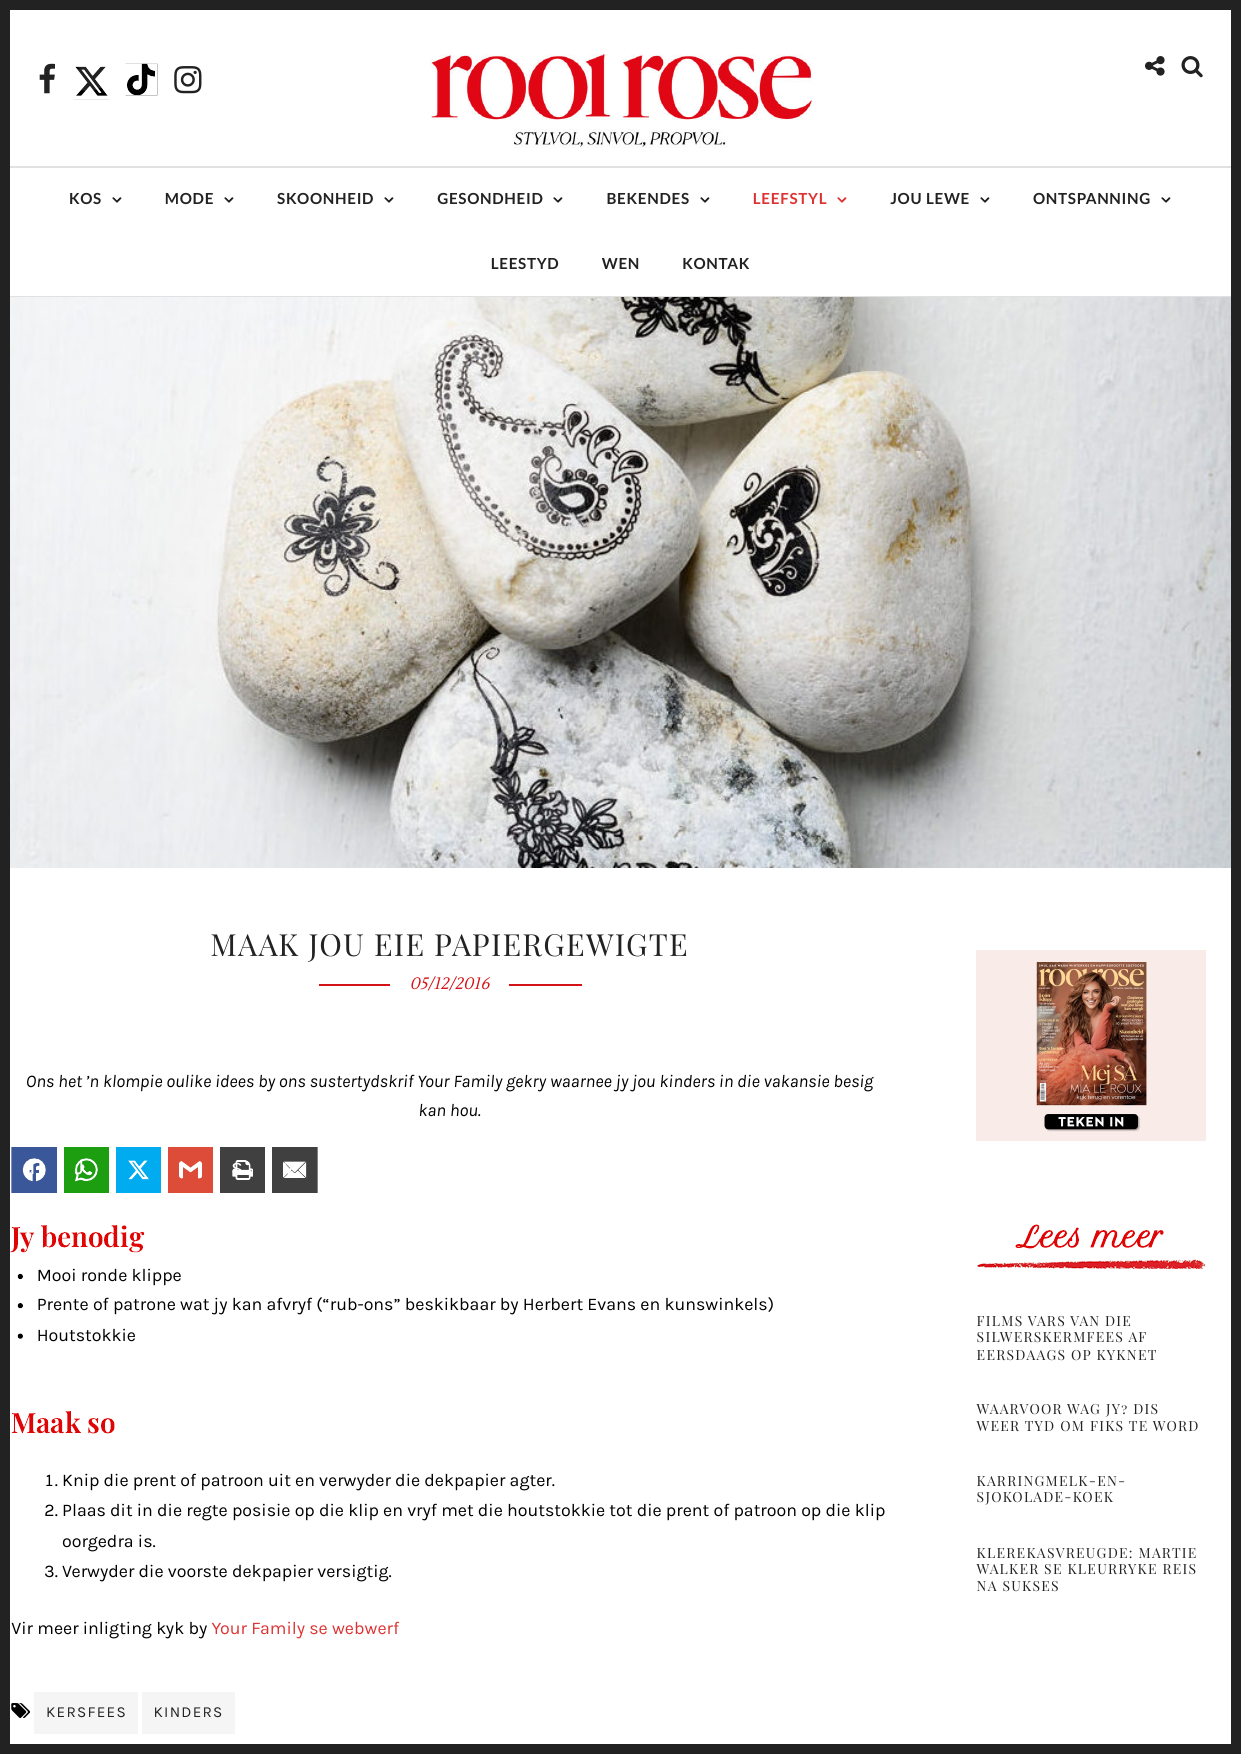 rooi rose
STYLVOL, SINVOL, PROPVOL.
KOS MODE SKOONHEID GESONDHEID BEKENDES LEEFSTYL JOU LEWE ONTSPANNING
LEESTYD WEN KONTAK
MAAK JOU EIE PAPIERGEWIGTE
05/12/2016
Ons het ’n klompie oulike idees by ons sustertydskrif Your Family gekry waarnee jy jou kinders in die vakansie besig
kan hou.
Jy benodig
• Mooi ronde klippe
• Prente of patrone wat jy kan afvryf (“rub-ons” beskikbaar by Herbert Evans en kunswinkels)
• Houtstokkie
Maak so
1. Knip die prent of patroon uit en verwyder die dekpapier agter.
2. Plaas dit in die regte posisie op die klip en vryf met die houtstokkie tot die prent of patroon op die klip
oorgedra is.
3. Verwyder die voorste dekpapier versigtig.
Vir meer inligting kyk by Your Family se webwerf
KERSFEES KINDERS
rooi rose
Mej SA
MIA LE ROUX
kyk terug en vorentoe
TEKEN IN
Lees meer
FILMS VARS VAN DIE
SILWERSKERMFEES AF
EERSDAAGS OP KYKNET
WAARVOOR WAG JY? DIS
WEER TYD OM FIKS TE WORD
KARRINGMELK-EN-
SJOKOLADE-KOEK
KLEREKASVREUGDE: MARTIE
WALKER SE KLEURRYKE REIS
NA SUKSES